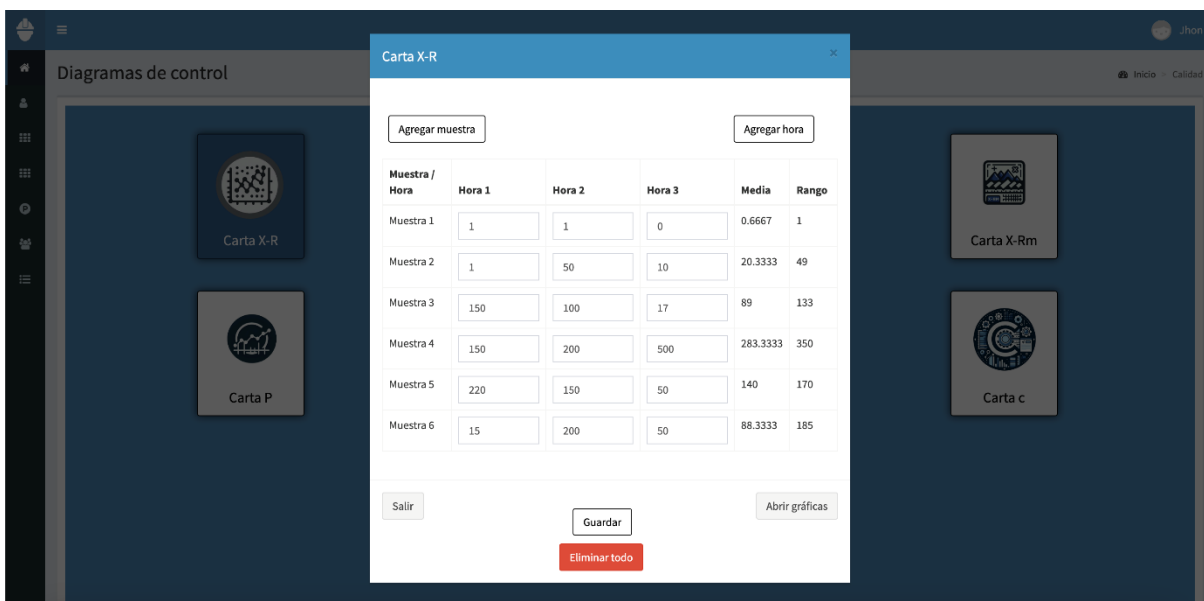 Jhon
Diagramas de control
Inicio > Calidad
Carta X-R
Carta P
Carta X-Rm
Carta c
Carta X-R
×
Agregar muestra
Agregar hora
Muestra / Hora Hora 1 Hora 2 Hora 3 Media Rango
Muestra 1 1 1 0 0.6667 1
Muestra 2 1 50 10 20.3333 49
Muestra 3 150 100 17 89 133
Muestra 4 150 200 500 283.3333 350
Muestra 5 220 150 50 140 170
Muestra 6 15 200 50 88.3333 185
Salir
Abrir gráficas
Guardar
Eliminar todo